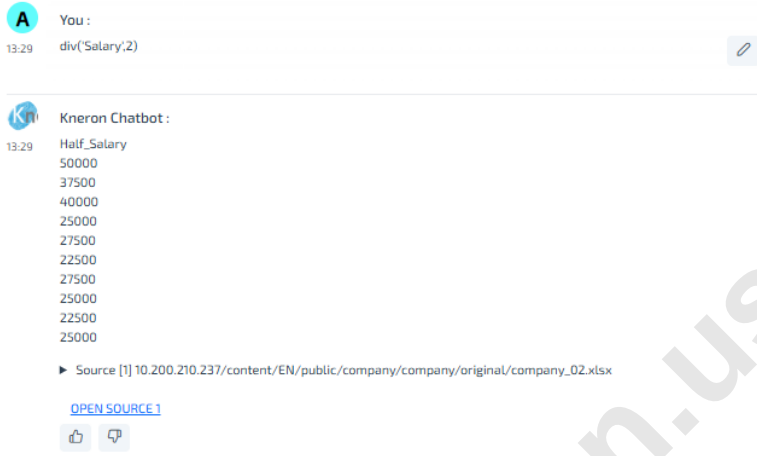 A
You :
13:29
div('Salary',2)
Kn
Kneron Chatbot :
13:29
Half_Salary
50000
37500
40000
25000
27500
22500
27500
25000
22500
25000
▶ Source [1] 10.200.210.237/content/EN/public/company/company/original/company_02.xlsx
OPEN SOURCE 1
n.us